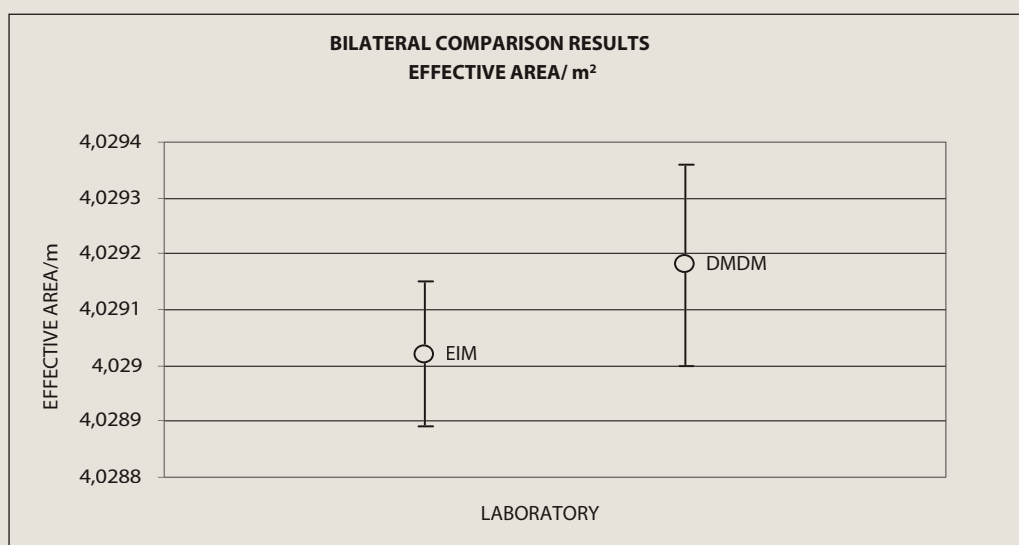 BILATERAL COMPARISON RESULTS
EFFECTIVE AREA/ m²
EFFECTIVE AREA/m
4,0294
4,0293
4,0292
4,0291
4,029
4,0289
4,0288
EIM
DMDM
LABORATORY